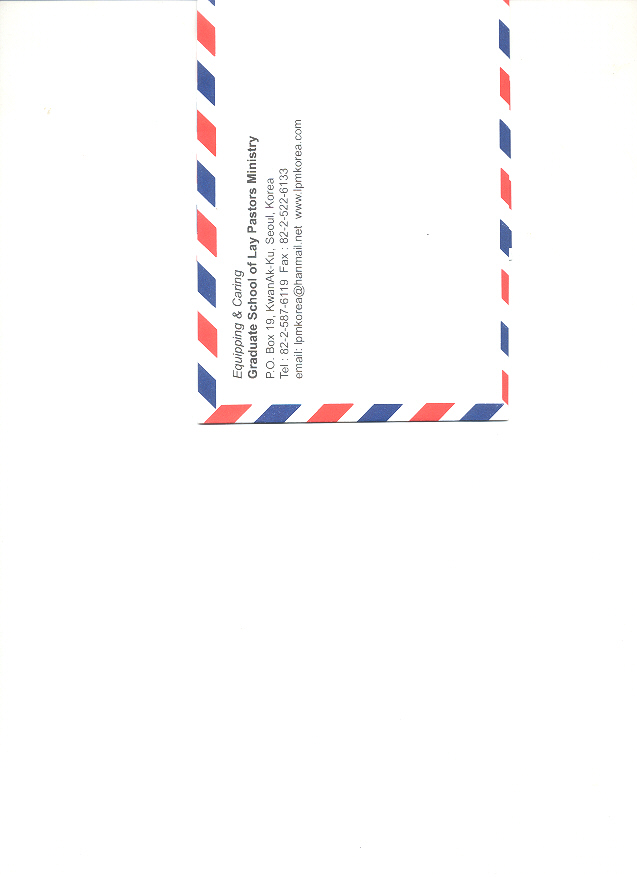 Equipping & Caring
Graduate School of Lay Pastors Ministry
P.O. Box 19, KwanAk-Ku, Seoul, Korea
Tel : 82-2-587-6119 Fax : 82-2-522-6133
email: lpmkorea@hanmail.net www.lpmkorea.com